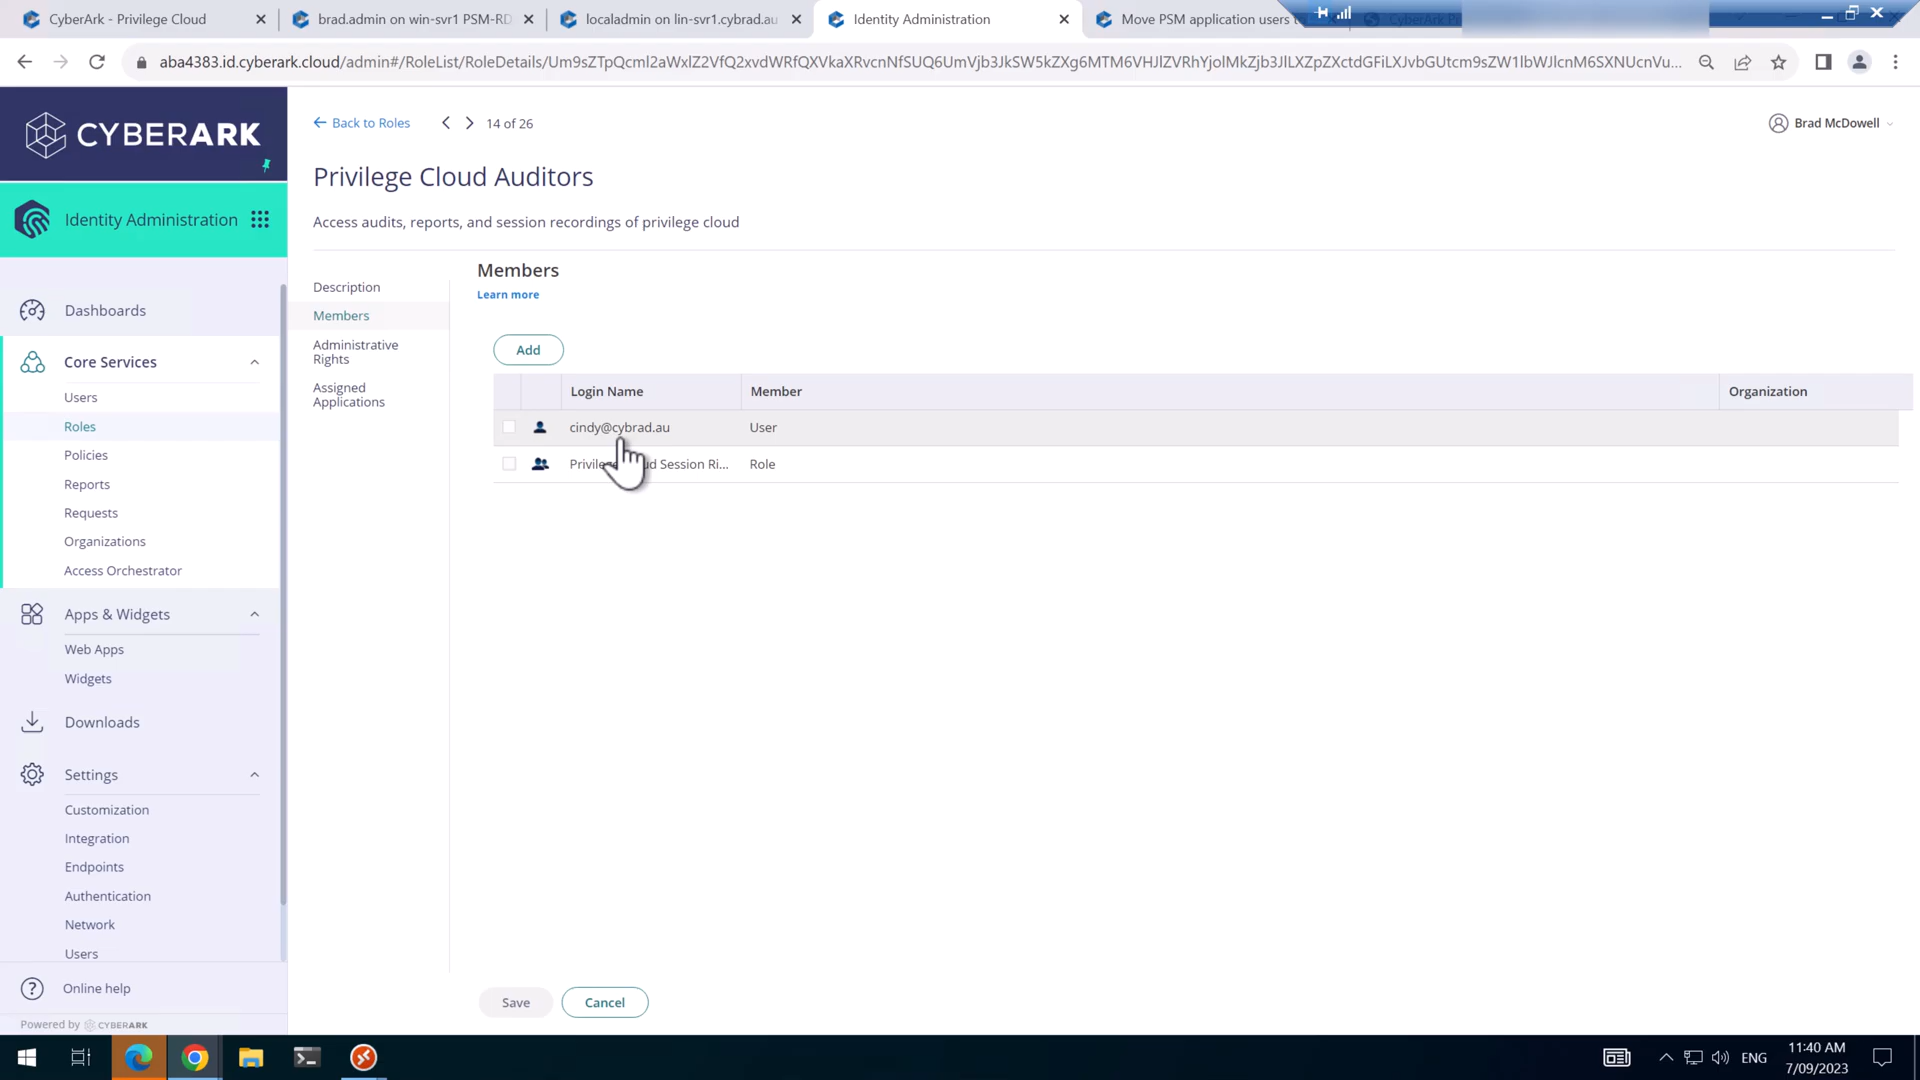 CyberArk - Privilege Cloud
brad.admin on win-svr1 PSM-RD
localadmin on lin-svr1.cybrad.au
Identity Administration
Move PSM application users to
aba4383.id.cyberark.cloud/admin#/RoleList/RoleDetails/Um9sZTpQcml2aWxlZ2VfQ2xvdWRfQXVkaXRvcnNfSUQ6UmVjb3JkSW5kZXg6MTM6VHJlZVRhYjolMkZjb3JlLXZpZXctdGFiLXJvbGUtcm9sZW1lbWJlcnM6SXNUcnVu...
CYBERARK
Identity Administration
Dashboards
Core Services
Users
Roles
Policies
Reports
Requests
Organizations
Access Orchestrator
Apps & Widgets
Web Apps
Widgets
Downloads
Settings
Customization
Integration
Endpoints
Authentication
Network
Users
Online help
Powered by CYBERARK
Back to Roles
14 of 26
Brad McDowell
Privilege Cloud Auditors
Access audits, reports, and session recordings of privilege cloud
Description
Members
Administrative
Rights
Assigned
Applications
Members
Learn more
Add
Login Name Member Organization
cindy@cybrad.au User
Session Ri... Role
Save Cancel
ENG
11:40 AM
7/09/2023